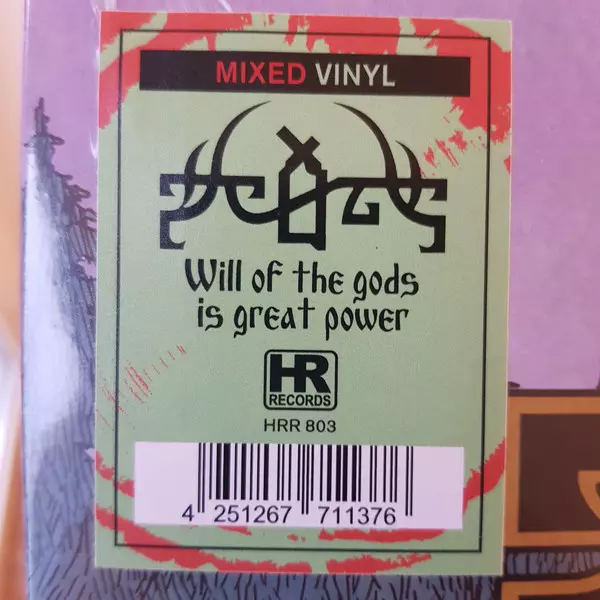 MIXED VINYL
Will of the gods
is great power
HR
RECORDS
HRR 803
4 251267 711376